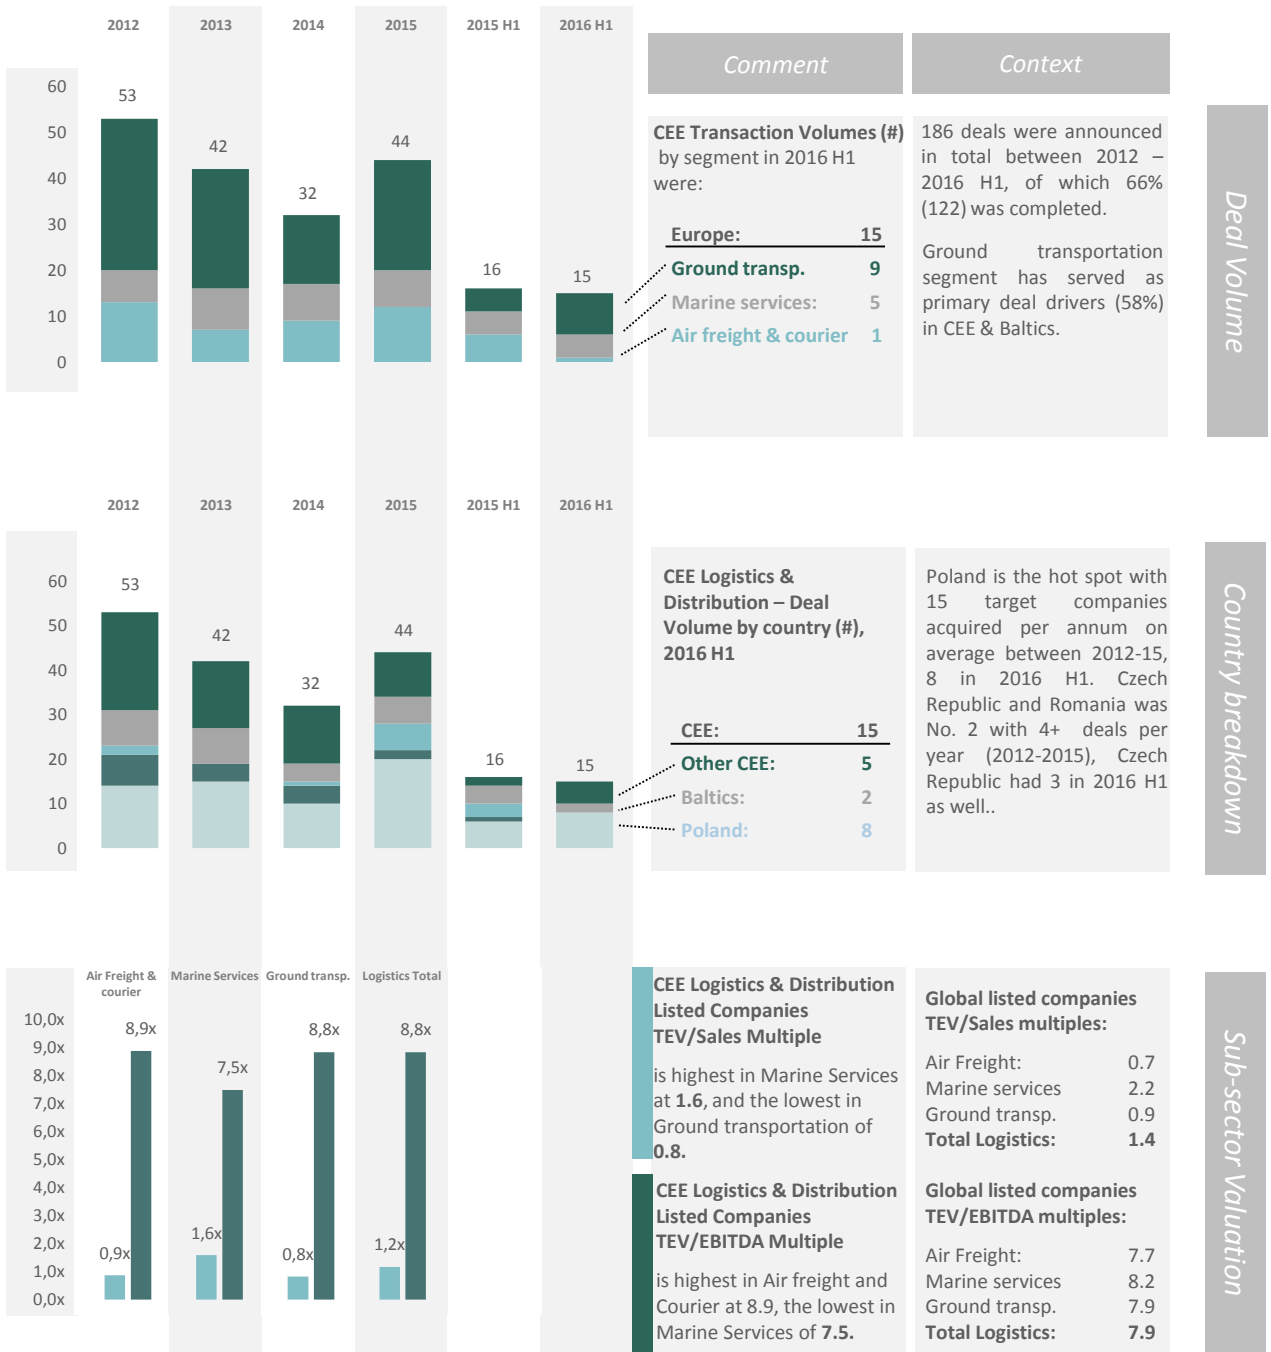 2012 2013 2014 2015 2015 H1 2016 H1
Comment
Context
60
50
40
30
20
10
0
53
42
32
44
16
15
CEE Transaction Volumes (#)
by segment in 2016 H1
were:
Europe: 15
Ground transp. 9
Marine services: 5
Air freight & courier 1
186 deals were announced
in total between 2012 –
2016 H1, of which 66%
(122) was completed.
Ground transportation
segment has served as
primary deal drivers (58%)
in CEE & Baltics.
Deal Volume
2012 2013 2014 2015 2015 H1 2016 H1
60
50
40
30
20
10
0
53
42
32
44
16
15
CEE Logistics &
Distribution – Deal
Volume by country (#),
2016 H1
CEE: 15
Other CEE: 5
Baltics: 2
Poland: 8
Poland is the hot spot with
15 target companies
acquired per annum on
average between 2012-15,
8 in 2016 H1. Czech
Republic and Romania was
No. 2 with 4+ deals per
year (2012-2015), Czech
Republic had 3 in 2016 H1
as well..
Country breakdown
Air Freight &
courier
Marine Services
Ground transp.
Logistics Total
10,0x
9,0x
8,0x
7,0x
6,0x
5,0x
4,0x
3,0x
2,0x
1,0x
0,0x
0,9x
8,9x
1,6x
7,5x
0,8x
8,8x
1,2x
8,8x
CEE Logistics & Distribution
Listed Companies
TEV/Sales Multiple
is highest in Marine Services
at 1.6, and the lowest in
Ground transportation of
0.8.
CEE Logistics & Distribution
Listed Companies
TEV/EBITDA Multiple
is highest in Air freight and
Courier at 8.9, the lowest in
Marine Services of 7.5.
Global listed companies
TEV/Sales multiples:
Air Freight: 0.7
Marine services 2.2
Ground transp. 0.9
Total Logistics: 1.4
Global listed companies
TEV/EBITDA multiples:
Air Freight: 7.7
Marine services 8.2
Ground transp. 7.9
Total Logistics: 7.9
Sub-sector Valuation